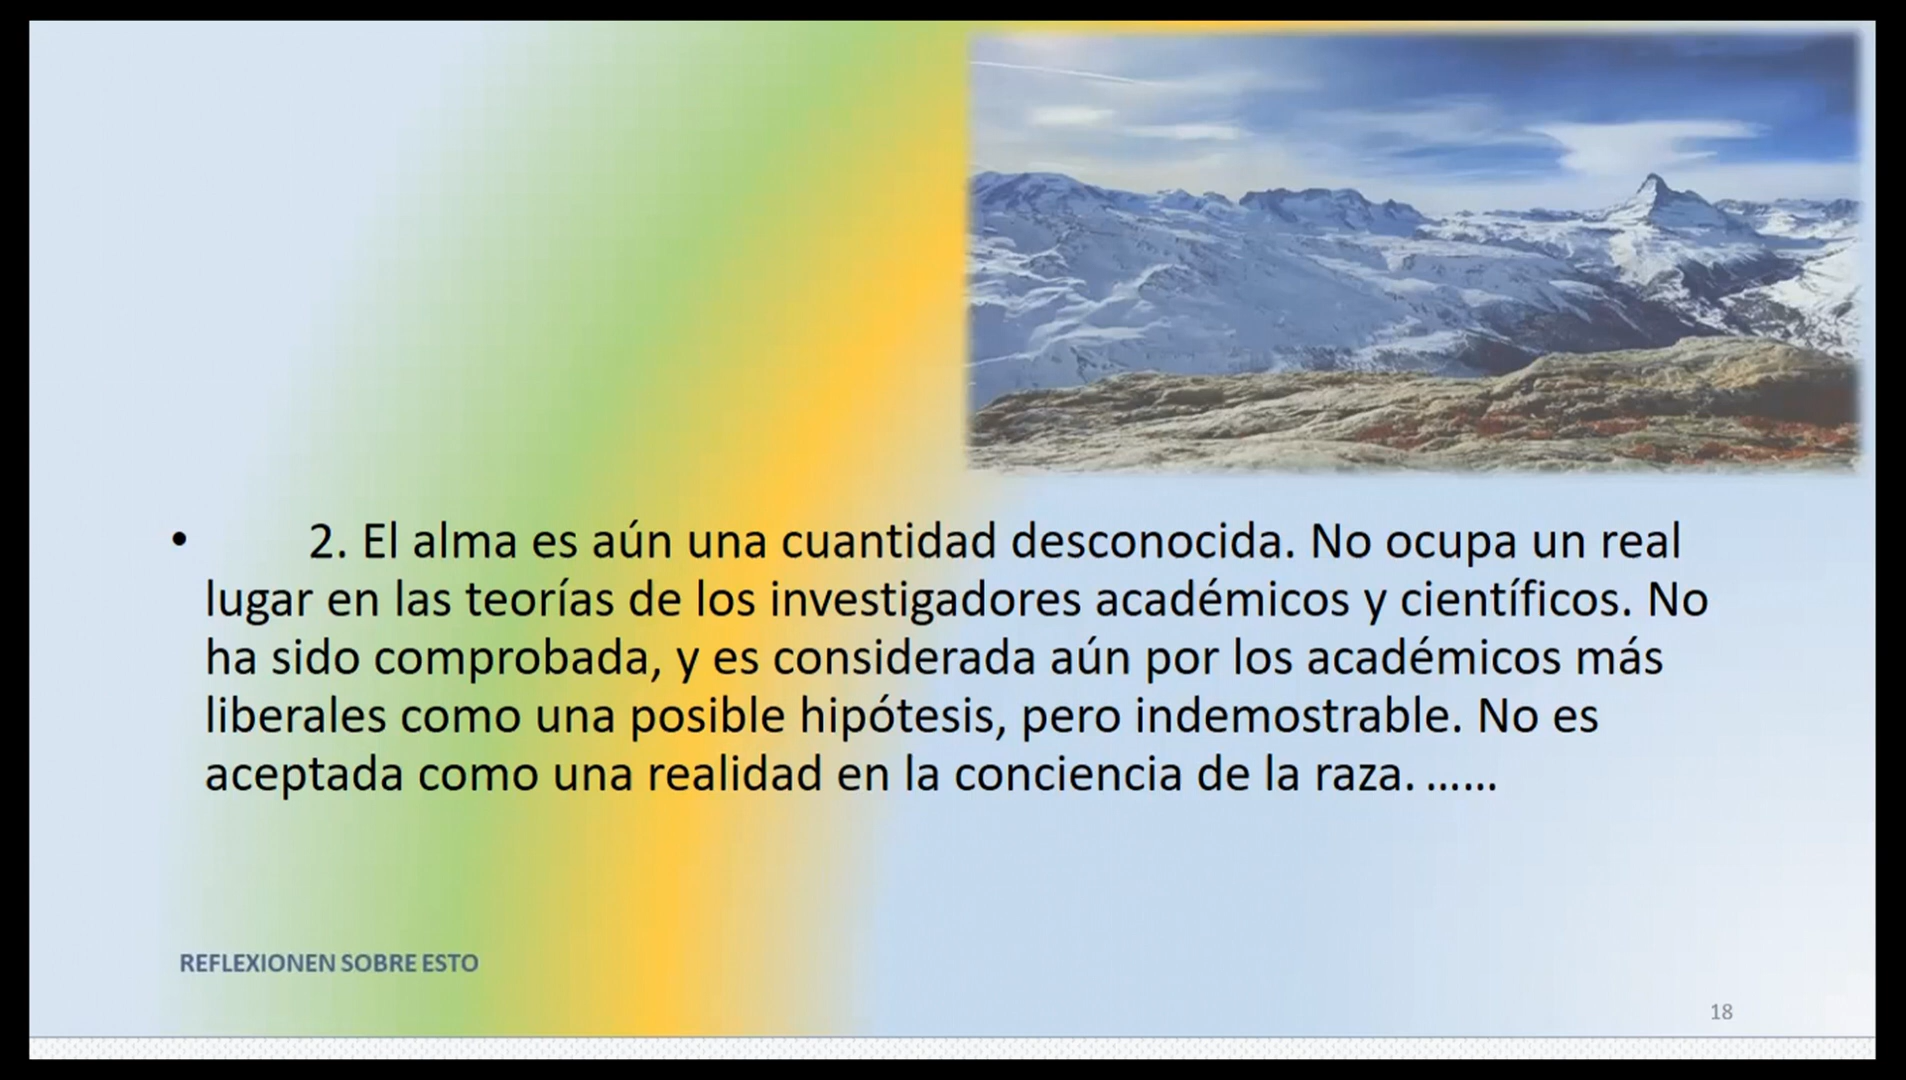 • 2. El alma es aún una cuantidad desconocida. No ocupa un real
lugar en las teorías de los investigadores académicos y científicos. No
ha sido comprobada, y es considerada aún por los académicos más
liberales como una posible hipótesis, pero indemostrable. No es
aceptada como una realidad en la conciencia de la raza. ......
REFLEXIONEN SOBRE ESTO
18